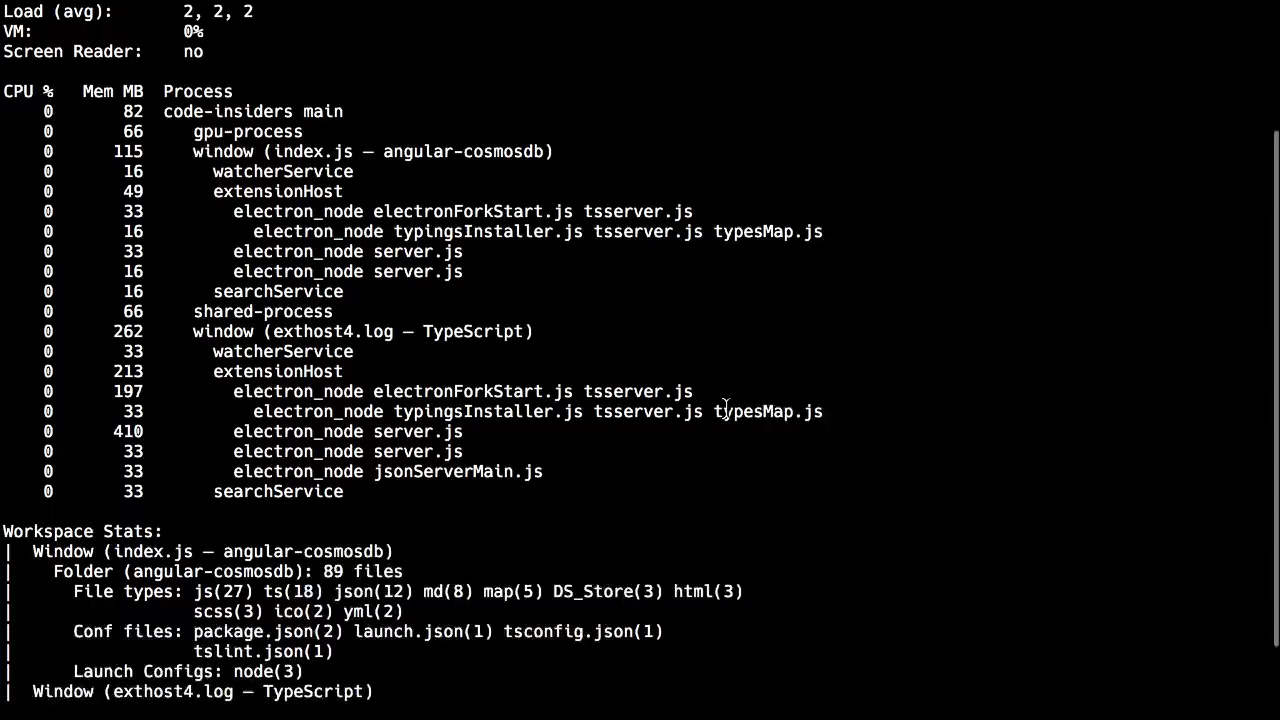 Load (avg):       2, 2, 2
VM:               0%
Screen Reader:    no
CPU %   Mem MB  Process
    0       82  code-insiders main
    0       66     gpu-process
    0      115     window (index.js — angular-cosmosdb)
    0       16       watcherService
    0       49       extensionHost
    0       33         electron_node electronForkStart.js tsserver.js
    0       16           electron_node typingsInstaller.js tsserver.js typesMap.js
    0       33         electron_node server.js
    0       16         electron_node server.js
    0       16       searchService
    0       66     shared-process
    0      262     window (exthost4.log — TypeScript)
    0       33       watcherService
    0      213       extensionHost
    0      197         electron_node electronForkStart.js tsserver.js
    0       33           electron_node typingsInstaller.js tsserver.js typesMap.js
    0      410         electron_node server.js
    0       33         electron_node server.js
    0       33         electron_node jsonServerMain.js
    0       33       searchService
Workspace Stats:
|  Window (index.js — angular-cosmosdb)
|    Folder (angular-cosmosdb): 89 files
|      File types: js(27) ts(18) json(12) md(8) map(5) DS_Store(3) html(3)
|                  scss(3) ico(2) yml(2)
|      Conf files: package.json(2) launch.json(1) tsconfig.json(1)
|                  tslint.json(1)
|      Launch Configs: node(3)
|  Window (exthost4.log — TypeScript)